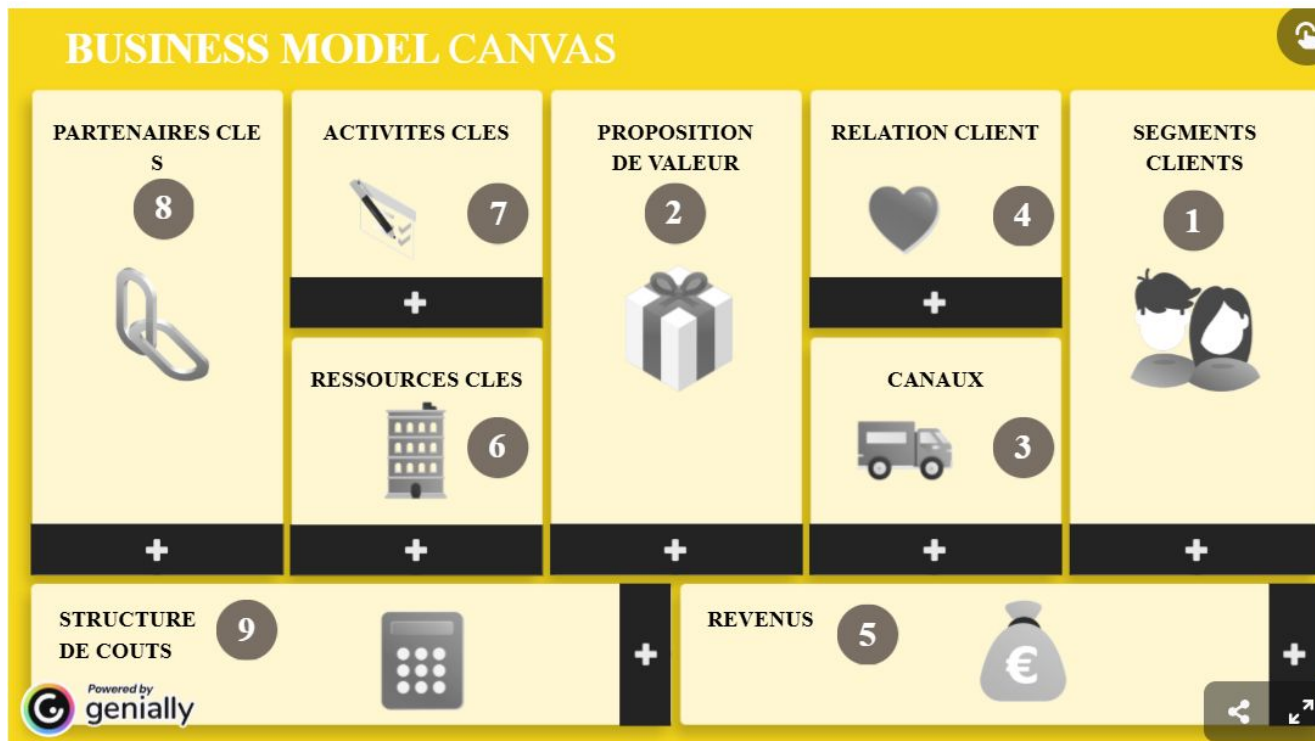 BUSINESS MODEL CANVAS
PARTENAIRES CLE
S
8
ACTIVITES CLES
7
RESSOURCES CLES
6
PROPOSITION
DE VALEUR
2
RELATION CLIENT
4
CANAUX
3
SEGMENTS
CLIENTS
1
STRUCTURE
DE COUTS
9
REVENUS
5
€
Powered by
genially